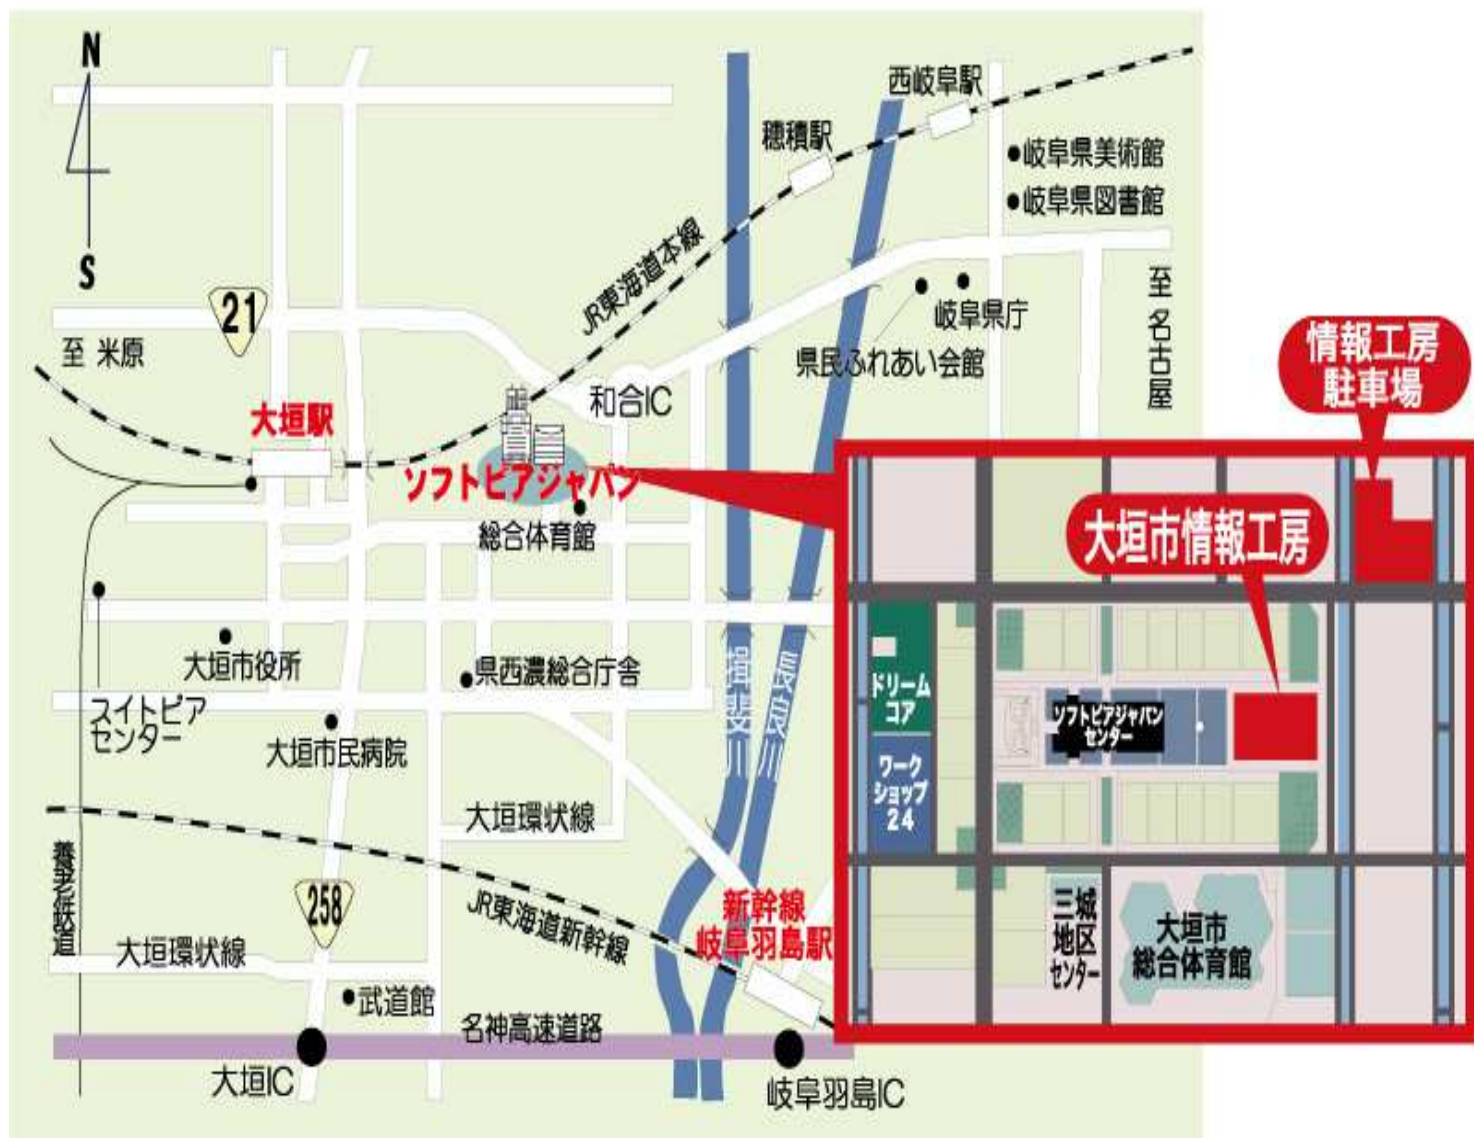 N
S
西岐阜駅
穂積駅
●岐阜県美術館
●岐阜県図書館
JR東海道本線
21
至 米原
岐阜県庁
県民ふれあい会館
至 名古屋
大垣駅
和合IC
ソフトピアジャパン
総合体育館
大垣市役所
県西濃総合庁舎
スイトピア
センター
大垣市民病院
揖斐川
長良川
大垣環状線
養老鉄道
258
JR東海道新幹線
新幹線
岐阜羽島駅
大垣環状線
武道館
名神高速道路
大垣IC
岐阜羽島IC
情報工房
駐車場
大垣市情報工房
ドリーム
コア
ソフトピアジャパン
センター
ワーク
ショップ
24
三城
地区
センター
大垣市
総合体育館